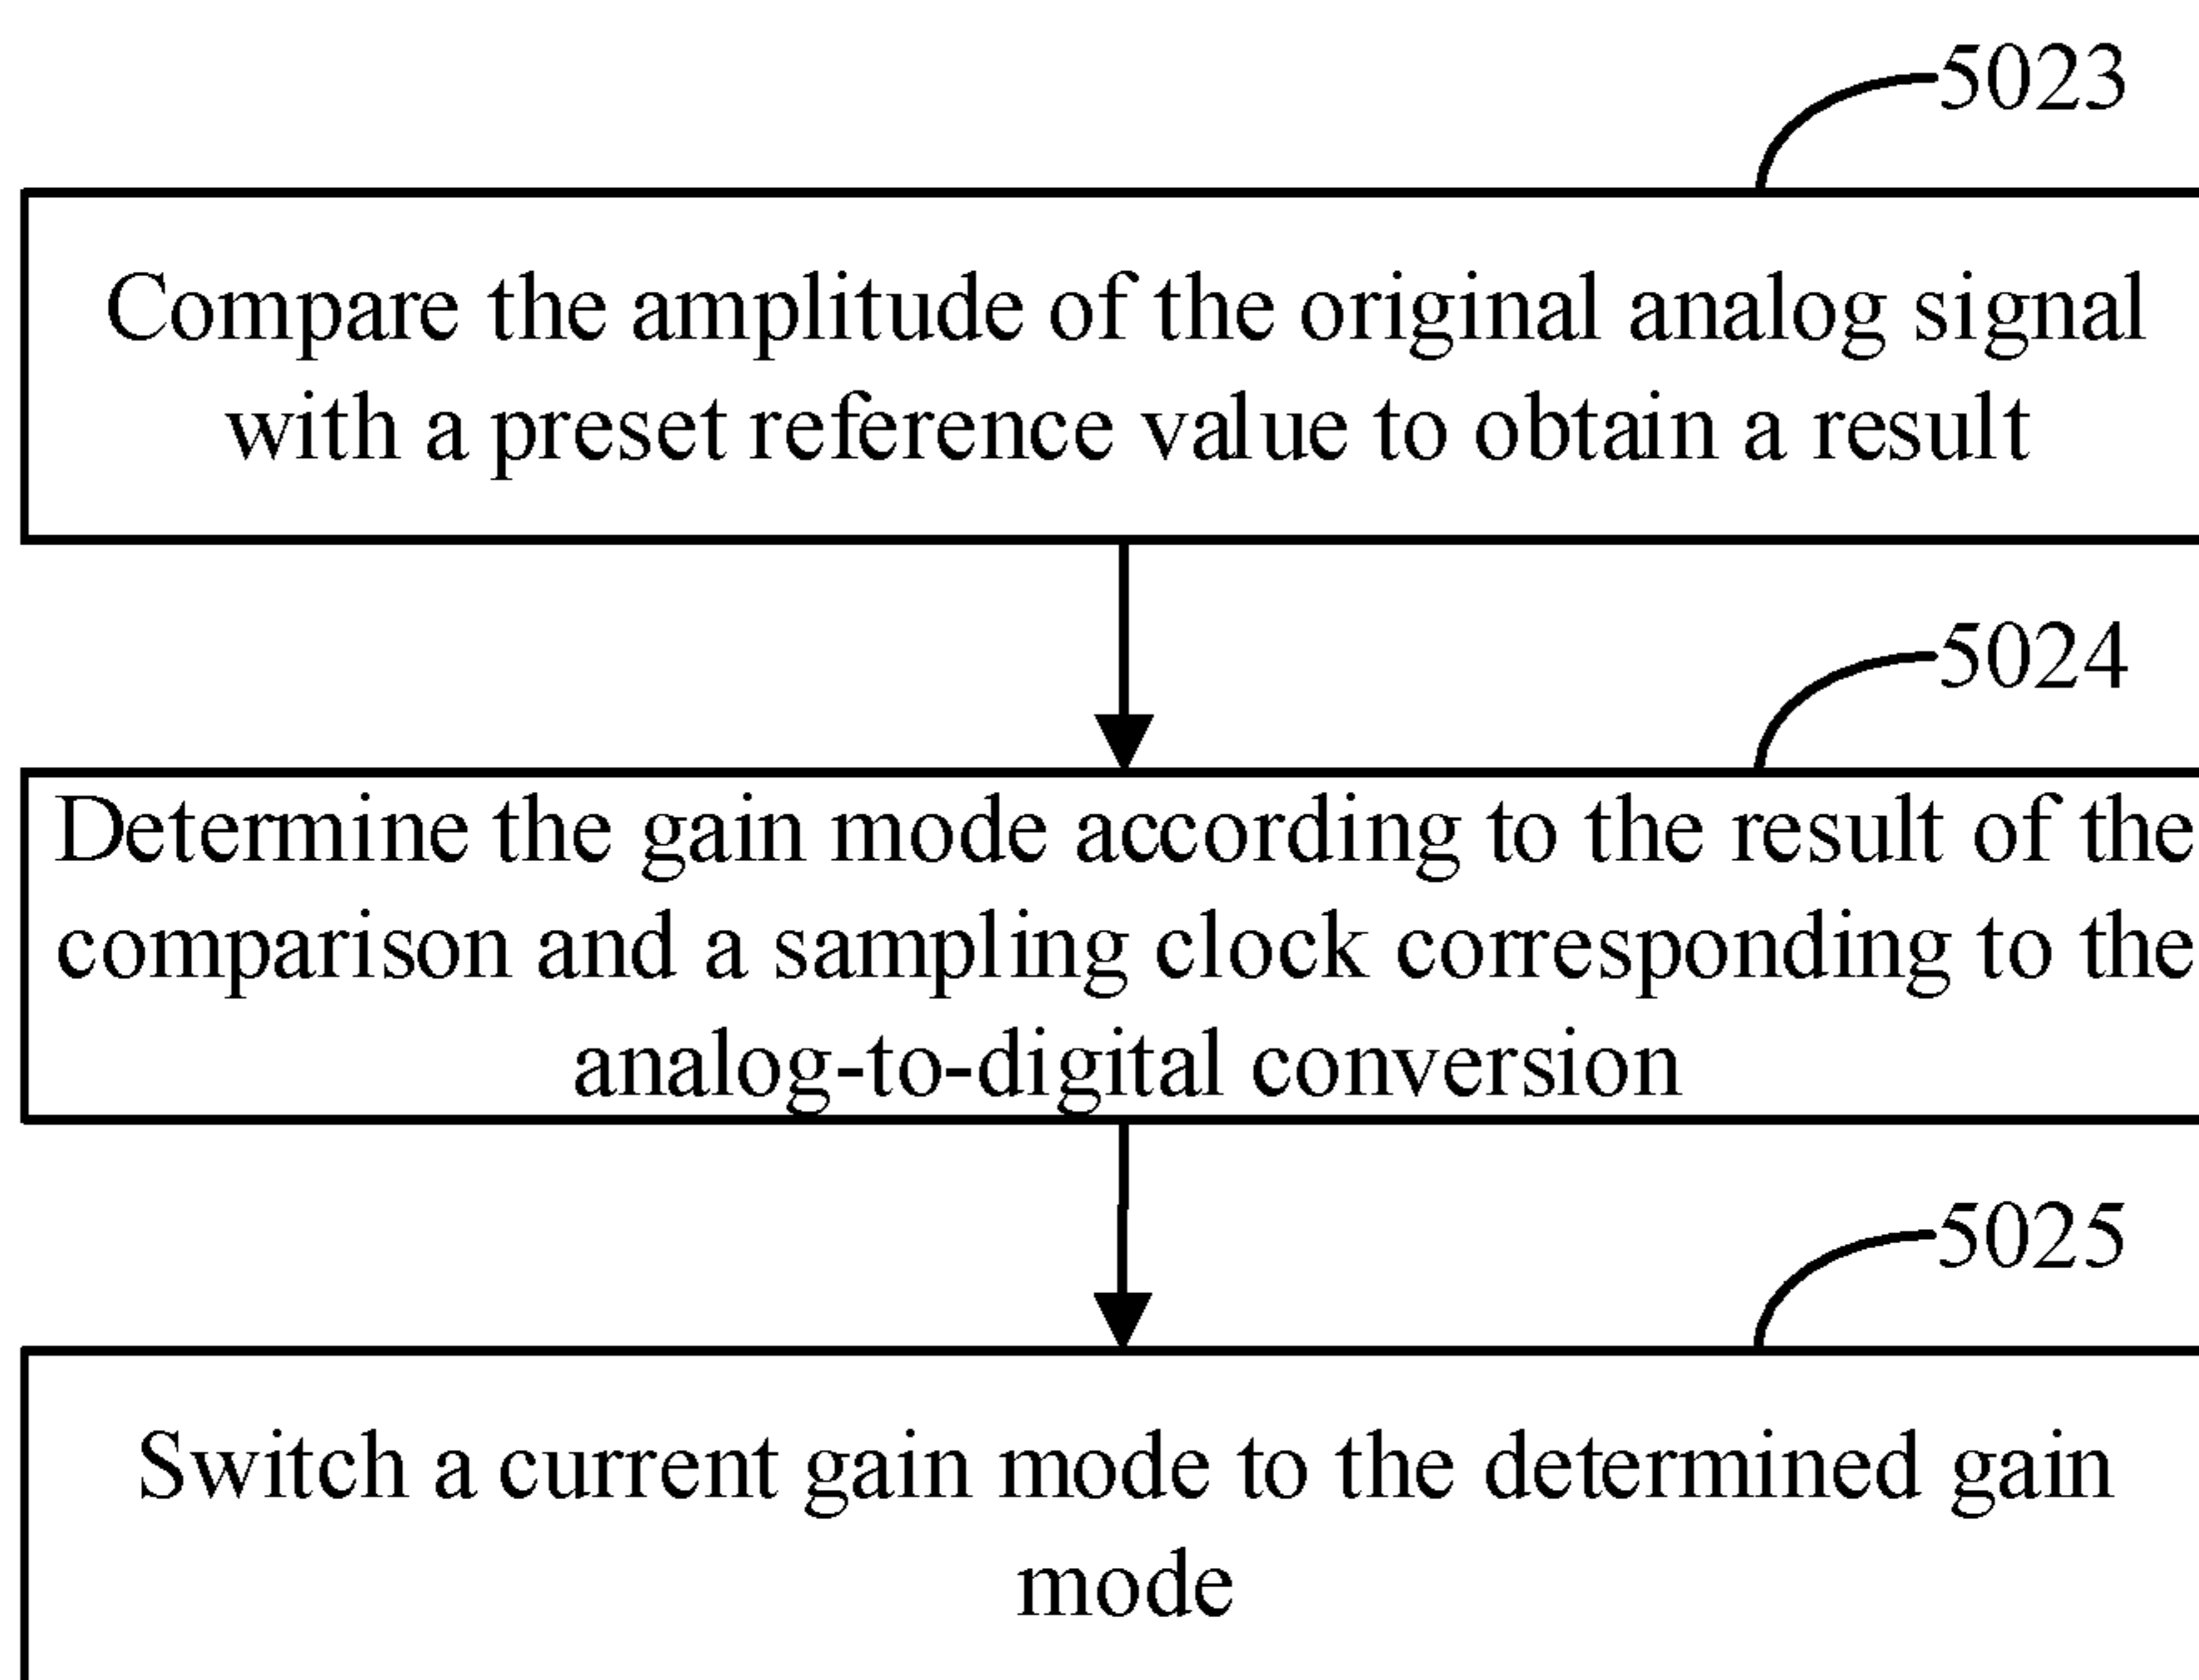 5023
Compare the amplitude of the original analog signal
with a preset reference value to obtain a result
5024
Determine the gain mode according to the result of the
comparison and a sampling clock corresponding to the
analog-to-digital conversion
5025
Switch a current gain mode to the determined gain
mode